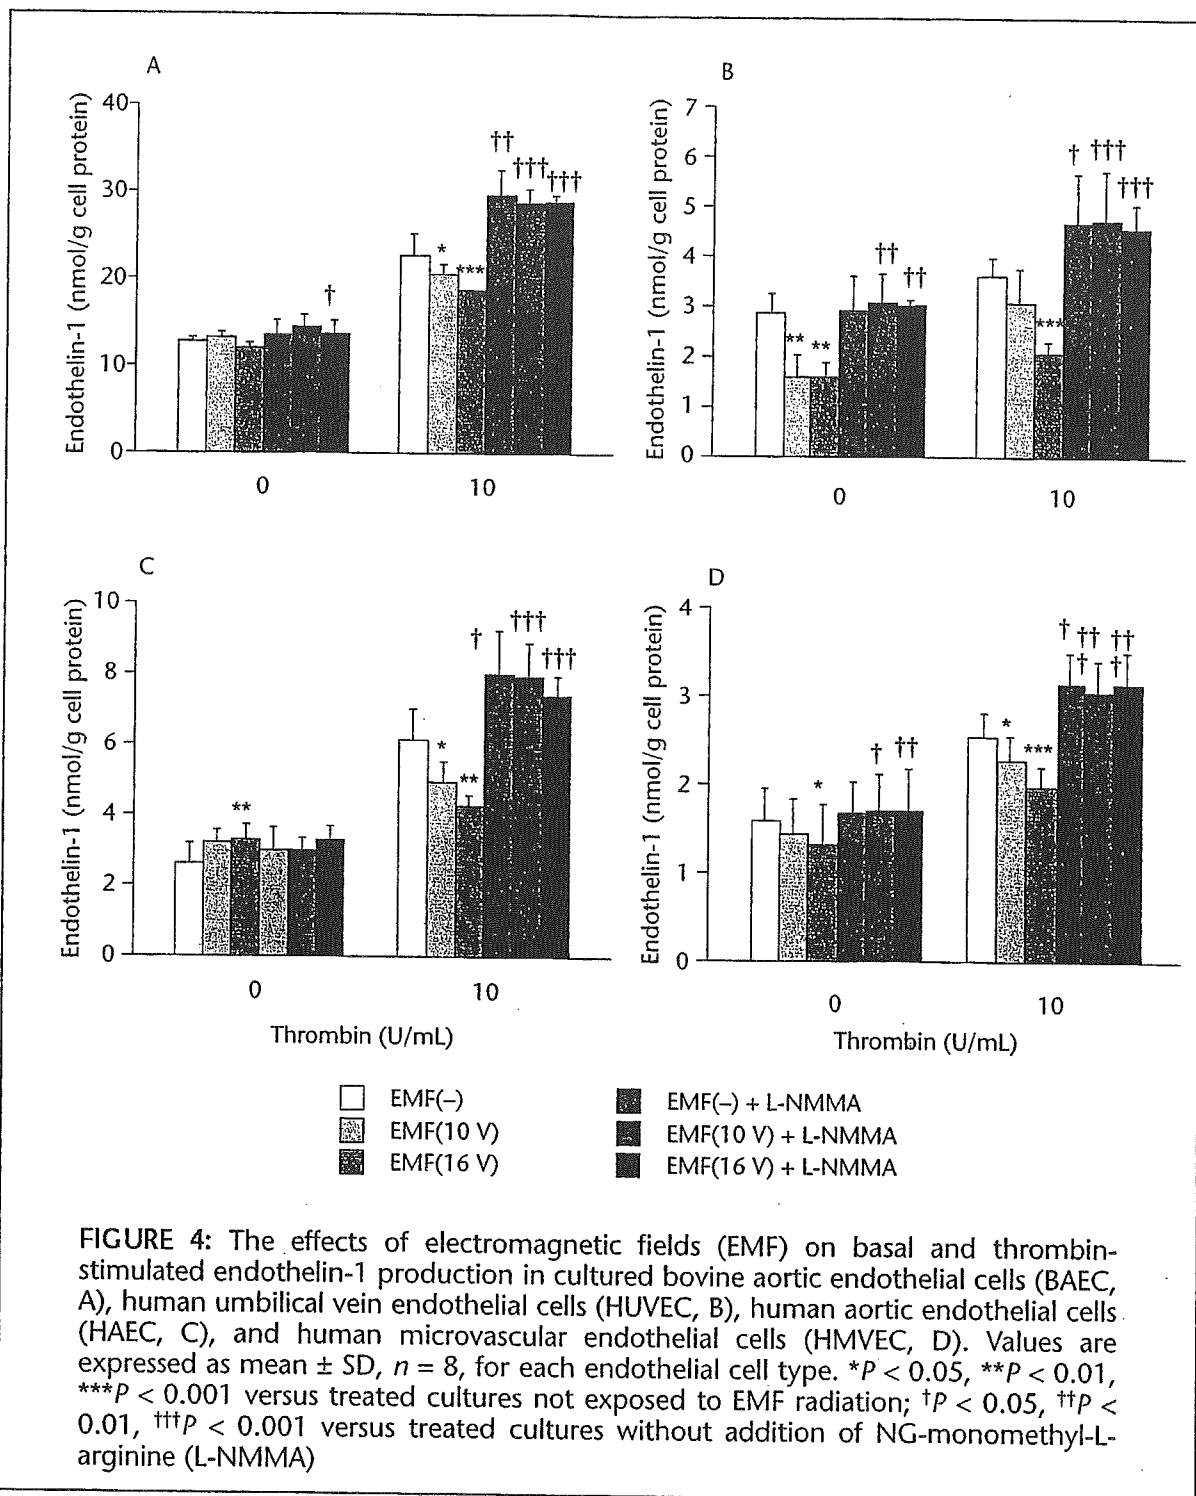 A
Endothelin-1 (nmol/g cell protein)
40
30
20
10
0
†
*
***
††
†††
†††
0
10
B
Endothelin-1 (nmol/g cell protein)
7
6
5
4
3
2
1
0
**
**
††
††
***
†
†††
†††
0
10
C
Endothelin-1 (nmol/g cell protein)
10
8
6
4
2
0
**
*
**
†
†††
†††
0
10
Thrombin (U/mL)
D
Endothelin-1 (nmol/g cell protein)
4
3
2
1
0
*
†
††
*
***
†
††
†
††
†
0
10
Thrombin (U/mL)
EMF(–)
EMF(10 V)
EMF(16 V)
EMF(–) + L-NMMA
EMF(10 V) + L-NMMA
EMF(16 V) + L-NMMA
FIGURE 4: The effects of electromagnetic fields (EMF) on basal and thrombin-
stimulated endothelin-1 production in cultured bovine aortic endothelial cells (BAEC,
A), human umbilical vein endothelial cells (HUVEC, B), human aortic endothelial cells
(HAEC, C), and human microvascular endothelial cells (HMVEC, D). Values are
expressed as mean ± SD, n = 8, for each endothelial cell type. *P < 0.05, **P < 0.01,
***P < 0.001 versus treated cultures not exposed to EMF radiation; †P < 0.05, ††P <
0.01, †††P < 0.001 versus treated cultures without addition of NG-monomethyl-L-
arginine (L-NMMA)